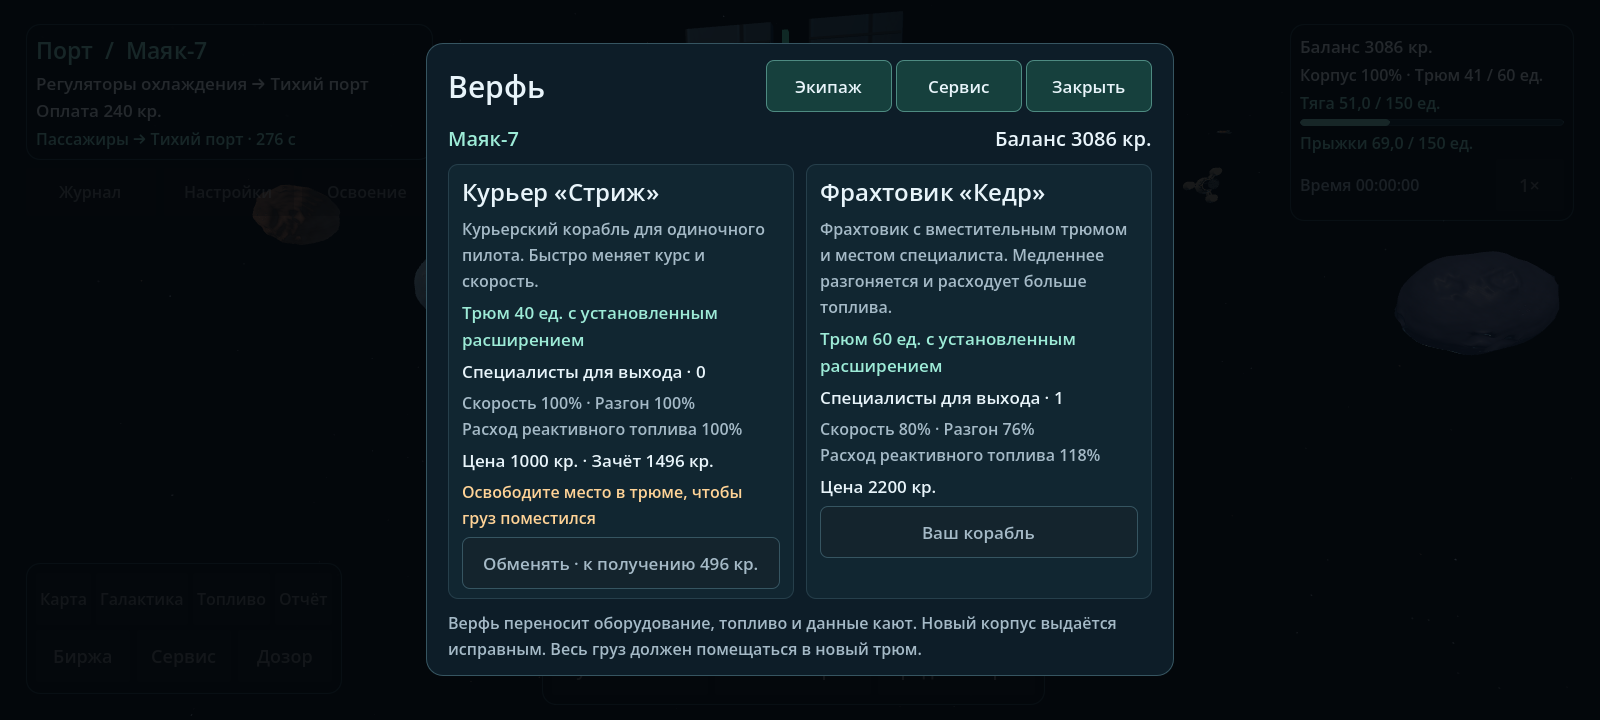 Порт / Маяк-7
Регуляторы охлаждения → Тихий порт
Оплата 240 кр.
Пассажиры → Тихий порт · 276 с
Журнал
Настройки
Освоение
Баланс 3086 кр.
Корпус 100% · Трюм 41 / 60 ед.
Тяга 51,0 / 150 ед.
Прыжки 69,0 / 150 ед.
Время 00:00:00
1×
Верфь
Экипаж
Сервис
Закрыть
Маяк-7
Баланс 3086 кр.
Курьер «Стриж»
Курьерский корабль для одиночного
пилота. Быстро меняет курс и
скорость.
Трюм 40 ед. с установленным
расширением
Специалисты для выхода · 0
Скорость 100% · Разгон 100%
Расход реактивного топлива 100%
Цена 1000 кр. · Зачёт 1496 кр.
Освободите место в трюме, чтобы
груз поместился
Обменять · к получению 496 кр.
Фрахтовик «Кедр»
Фрахтовик с вместительным трюмом
и местом специалиста. Медленнее
разгоняется и расходует больше
топлива.
Трюм 60 ед. с установленным
расширением
Специалисты для выхода · 1
Скорость 80% · Разгон 76%
Расход реактивного топлива 118%
Цена 2200 кр.
Ваш корабль
Верфь переносит оборудование, топливо и данные кают. Новый корпус выдаётся
исправным. Весь груз должен помещаться в новый трюм.
Карта
Галактика
Топливо
Отчёт
Биржа
Сервис
Дозор